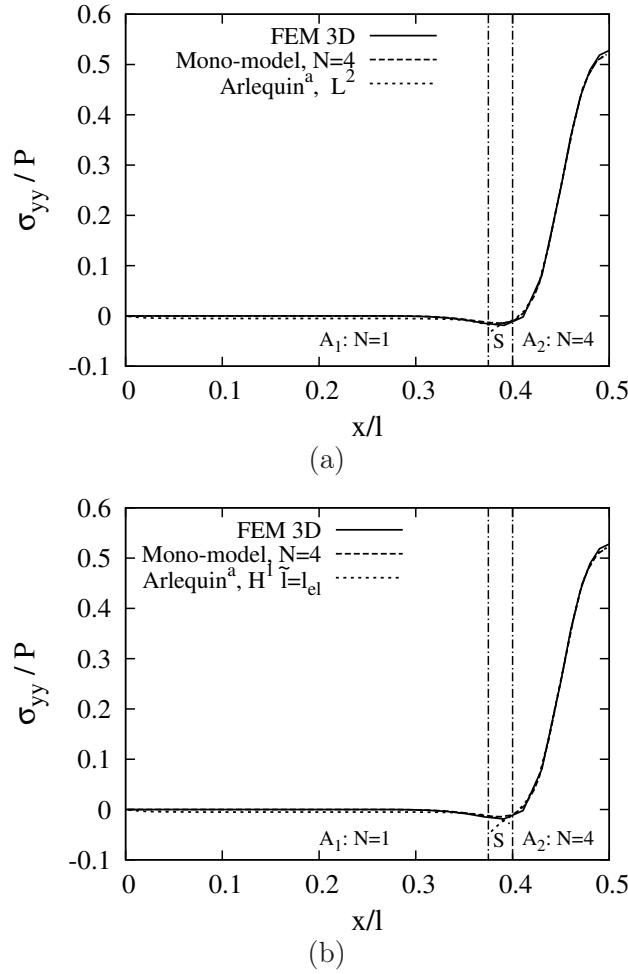 FEM 3D
Mono-model, N=4
Arlequin^a, L^2
0.6
0.5
0.4
0.3
0.2
0.1
0
-0.1
σ_yy / P
A_1: N=1
S
A_2: N=4
0 0.1 0.2 0.3 0.4 0.5
x/l
(a)
FEM 3D
Mono-model, N=4
Arlequin^a, H^1 l̃=l_el
0.6
0.5
0.4
0.3
0.2
0.1
0
-0.1
σ_yy / P
A_1: N=1
S
A_2: N=4
0 0.1 0.2 0.3 0.4 0.5
x/l
(b)